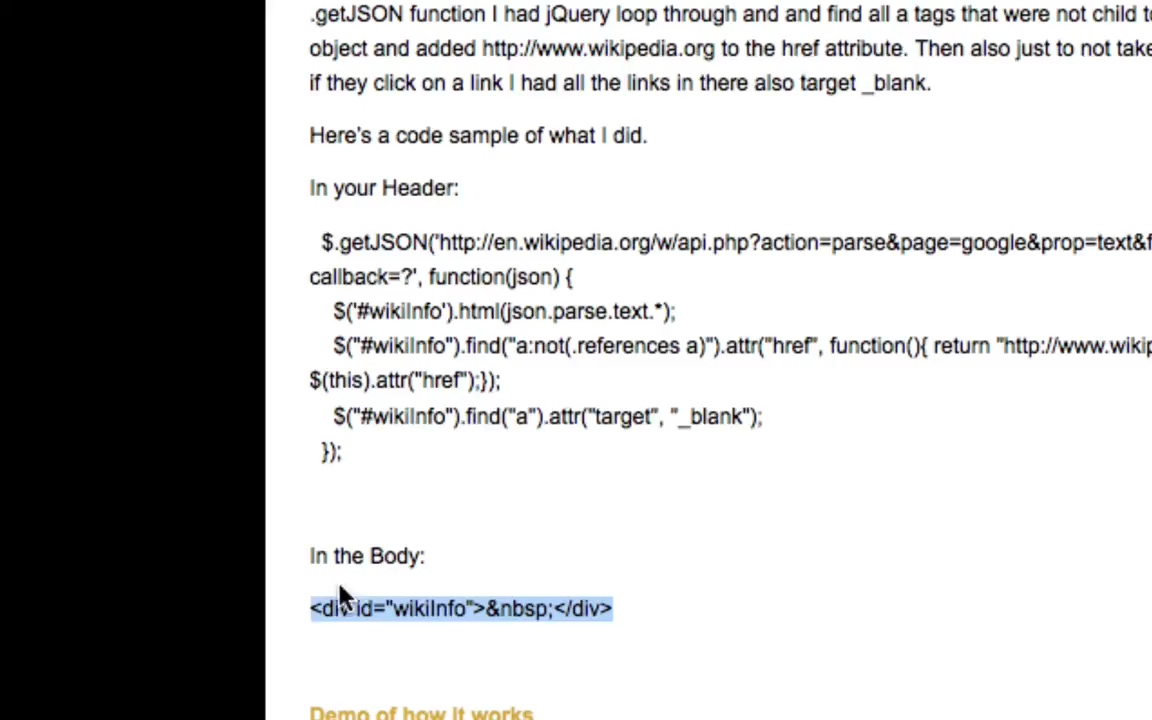 .getJSON function I had jQuery loop through and and find all a tags that were not child
object and added http://www.wikipedia.org to the href attribute. Then also just to not
if they click on a link I had all the links in there also target _blank.
Here's a code sample of what I did.
In your Header:
$.getJSON('http://en.wikipedia.org/w/api.php?action=parse&page=google&prop=text&f
callback=?', function(json) {
$('#wikiInfo').html(json.parse.text.*);
$("#wikiInfo").find("a:not(.references a)").attr("href", function(){ return "http://www.wikip
$(this).attr("href");});
$("#wikiInfo").find("a").attr("target", "_blank");
});
In the Body:
<div id="wikiInfo">&nbsp;</div>
Demo of how it works